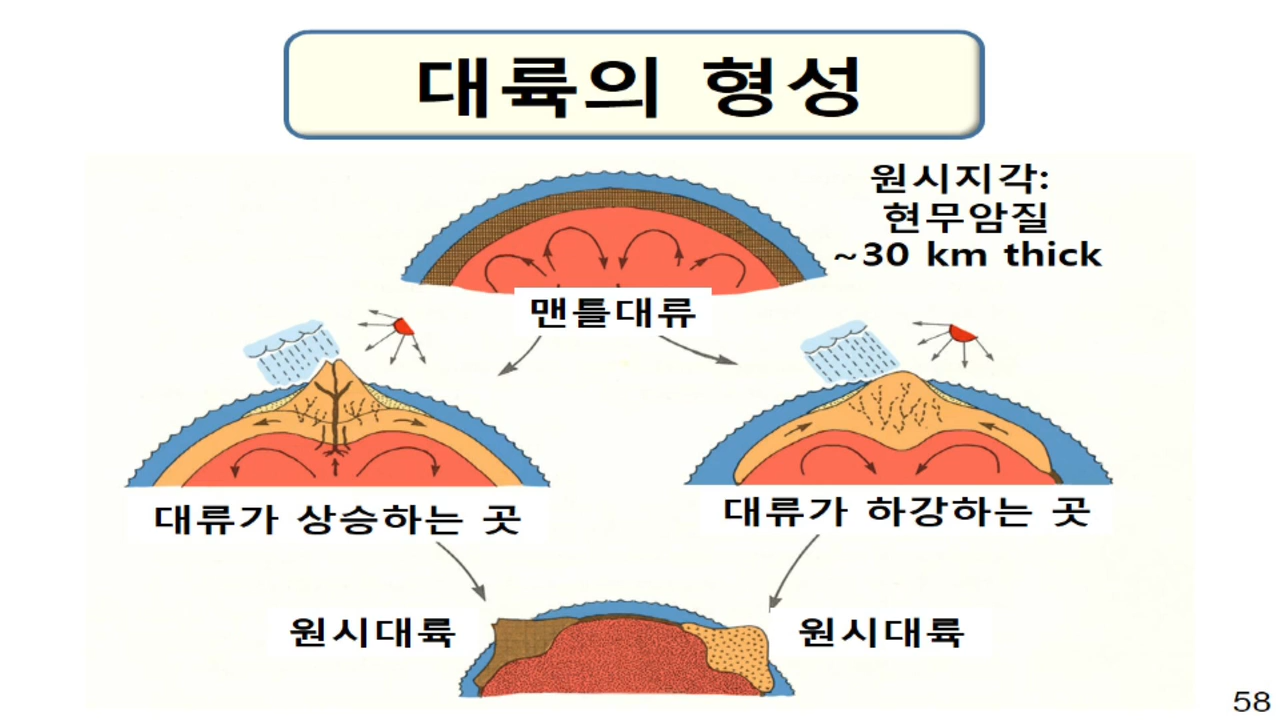 대륙의 형성
원시지각:
현무암질
~30 km thick
맨틀대류
대류가 상승하는 곳
대류가 하강하는 곳
원시대륙
원시대륙
58